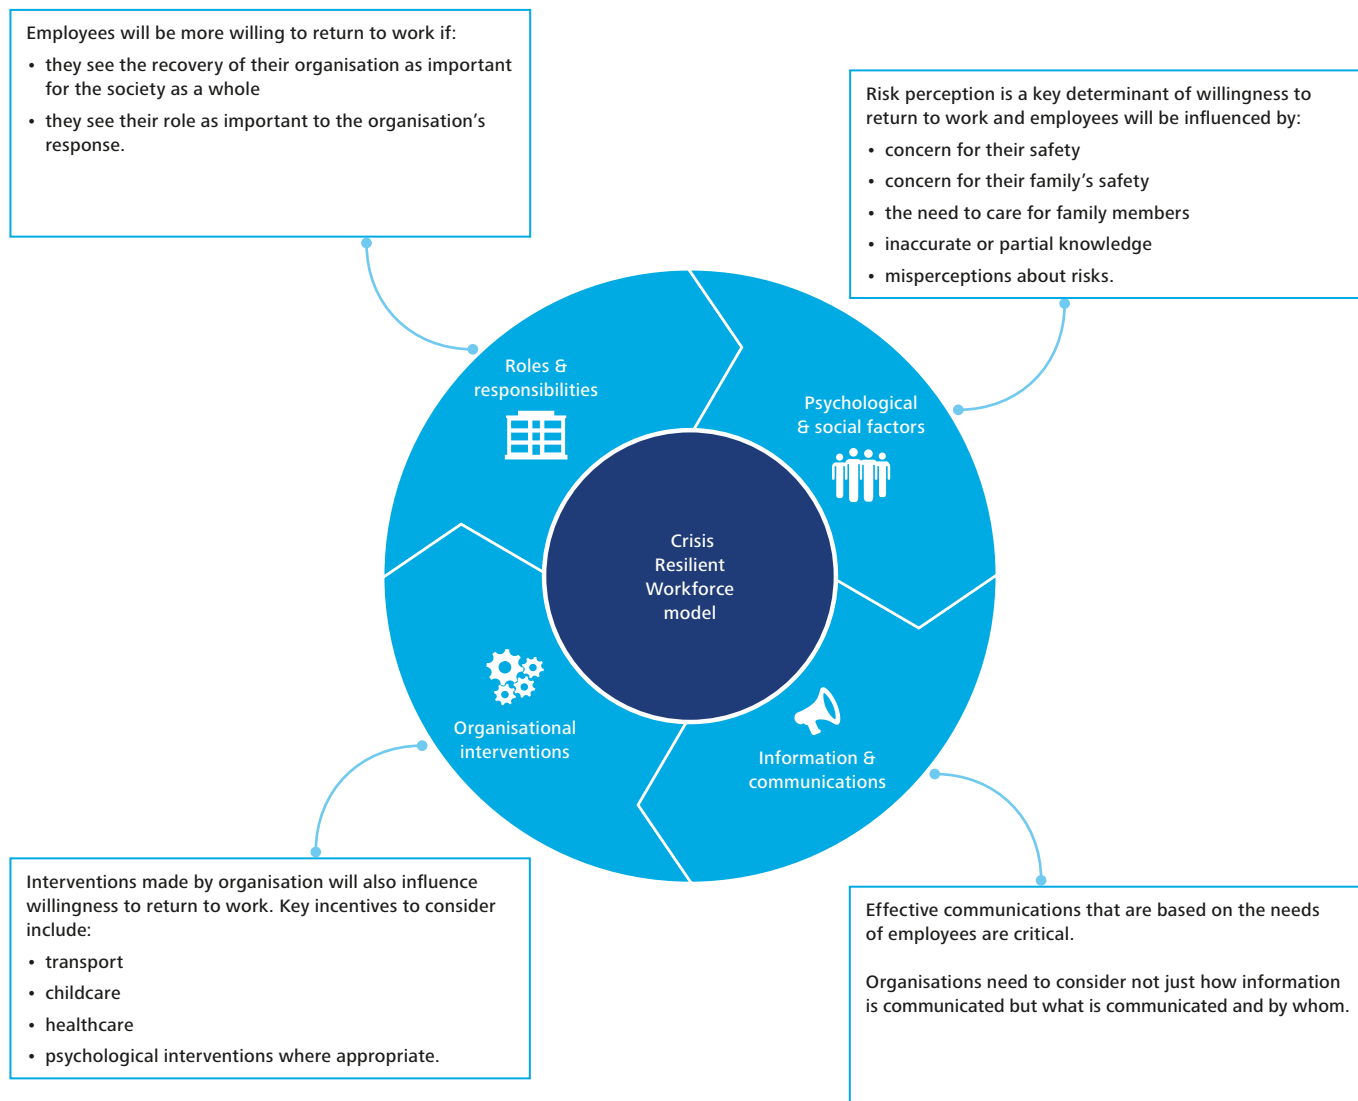 Employees will be more willing to return to work if:
• they see the recovery of their organisation as important
for the society as a whole
• they see their role as important to the organisation's
response.
Risk perception is a key determinant of willingness to
return to work and employees will be influenced by:
• concern for their safety
• concern for their family's safety
• the need to care for family members
• inaccurate or partial knowledge
• misperceptions about risks.
Roles &
responsibilities
Psychological
& social factors
Crisis
Resilient
Workforce
model
Organisational
interventions
Information &
communications
Interventions made by organisation will also influence
willingness to return to work. Key incentives to consider
include:
• transport
• childcare
• healthcare
• psychological interventions where appropriate.
Effective communications that are based on the needs
of employees are critical.
Organisations need to consider not just how information
is communicated but what is communicated and by whom.